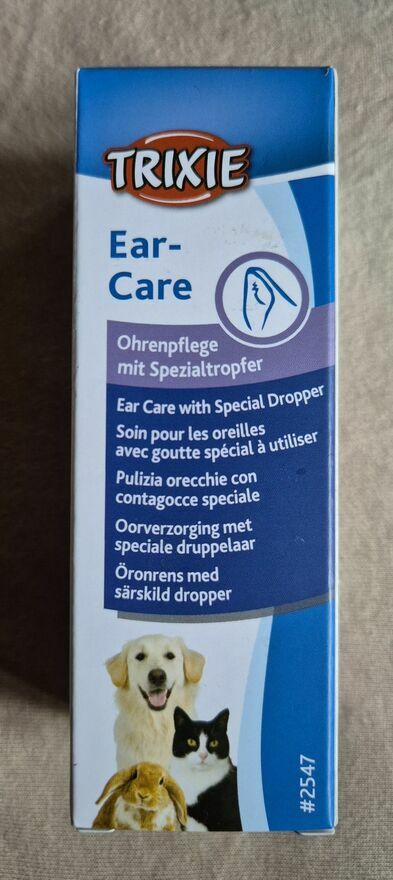 TRIXIE
Ear-
Care
Ohrenpflege
mit Spezialtropfer
Ear Care with Special Dropper
Soin pour les oreilles
avec goutte spécial à utiliser
Pulizia orecchie con
contagocce speciale
Oorverzorging met
speciale druppelaar
Öronrens med
särskild dropper
#2547